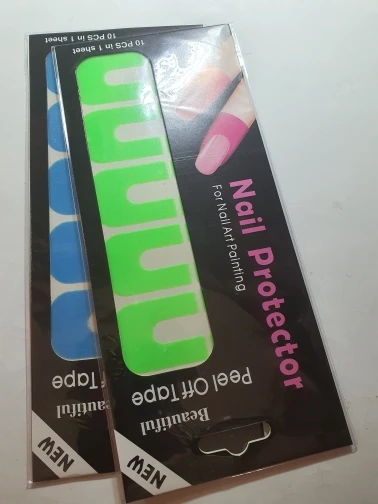 10 PCS in 1 sheet
Nail Protector
For Nail Art Painting
Beautiful
Peel Off Tape
NEW
10 PCS in 1 sheet
Beautiful
Peel Off Tape
NEW